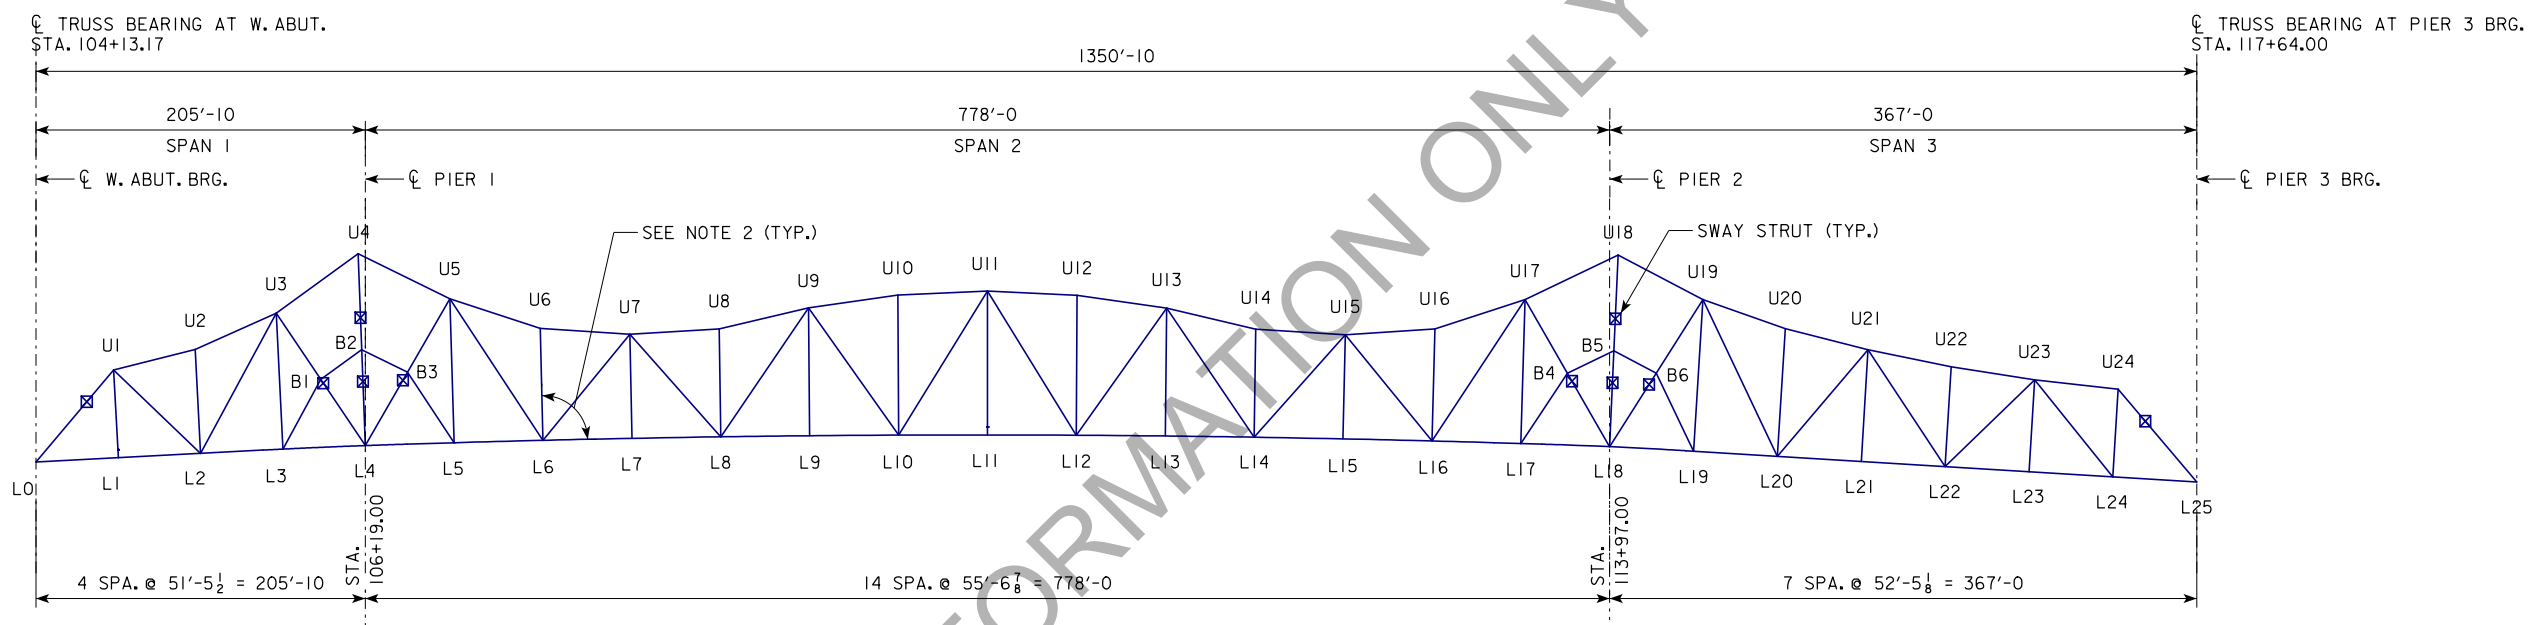 ℄ TRUSS BEARING AT W. ABUT.
STA. 104+13.17
℄ TRUSS BEARING AT PIER 3 BRG.
STA. 117+64.00
1350′-10
205′-10
778′-0
367′-0
SPAN 1
SPAN 2
SPAN 3
℄ W. ABUT. BRG.
℄ PIER 1
℄ PIER 2
℄ PIER 3 BRG.
SEE NOTE 2 (TYP.)
SWAY STRUT (TYP.)
U1
U2
U3
U4
U5
U6
U7
U8
U9
U10
U11
U12
U13
U14
U15
U16
U17
U18
U19
U20
U21
U22
U23
U24
B1
B2
B3
B4
B5
B6
L0
L1
L2
L3
L4
L5
L6
L7
L8
L9
L10
L11
L12
L13
L14
L15
L16
L17
L18
L19
L20
L21
L22
L23
L24
L25
STA.
106+19.00
STA.
113+97.00
4 SPA. @ 51′-5½ = 205′-10
14 SPA. @ 55′-6⅞ = 778′-0
7 SPA. @ 52′-5⅛ = 367′-0
FORMATION ONLY